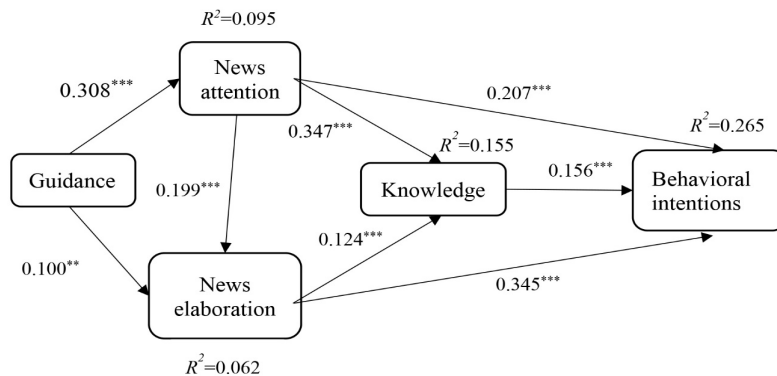 R²=0.095
News
attention
0.308***
0.207***
R²=0.265
0.347***
R²=0.155
Guidance
0.199***
Knowledge
0.156***
Behavioral
intentions
0.124***
0.100**
News
elaboration
0.345***
R²=0.062